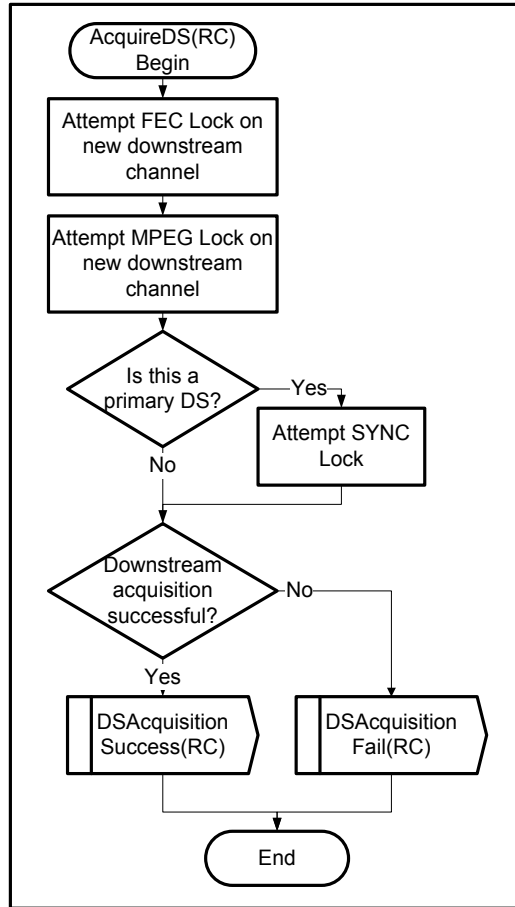 AcquireDS(RC)
Begin
Attempt FEC Lock on
new downstream
channel
Attempt MPEG Lock on
new downstream
channel
Is this a
primary DS?
Yes
Attempt SYNC
Lock
No
Downstream
acquisition
successful?
No
Yes
DSAcquisition
Success(RC)
DSAcquisition
Fail(RC)
End